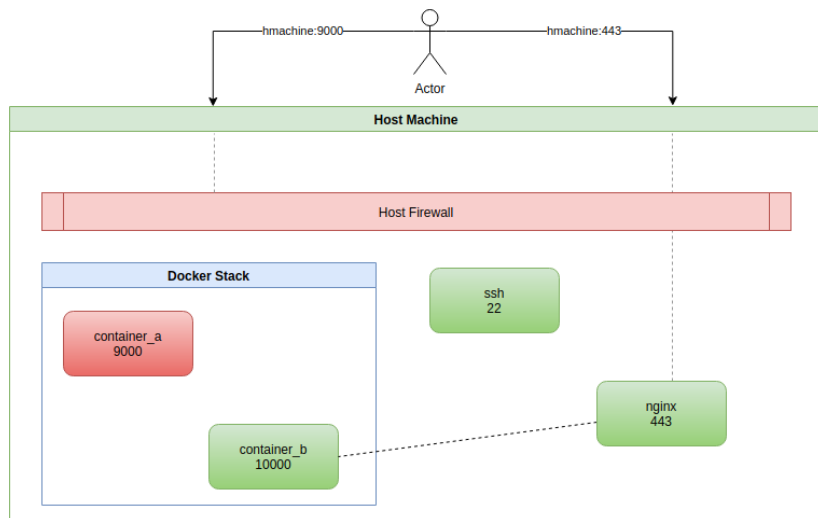 hmachine:9000
hmachine:443
Actor
Host Machine
Host Firewall
Docker Stack
ssh
22
container_a
9000
nginx
443
container_b
10000